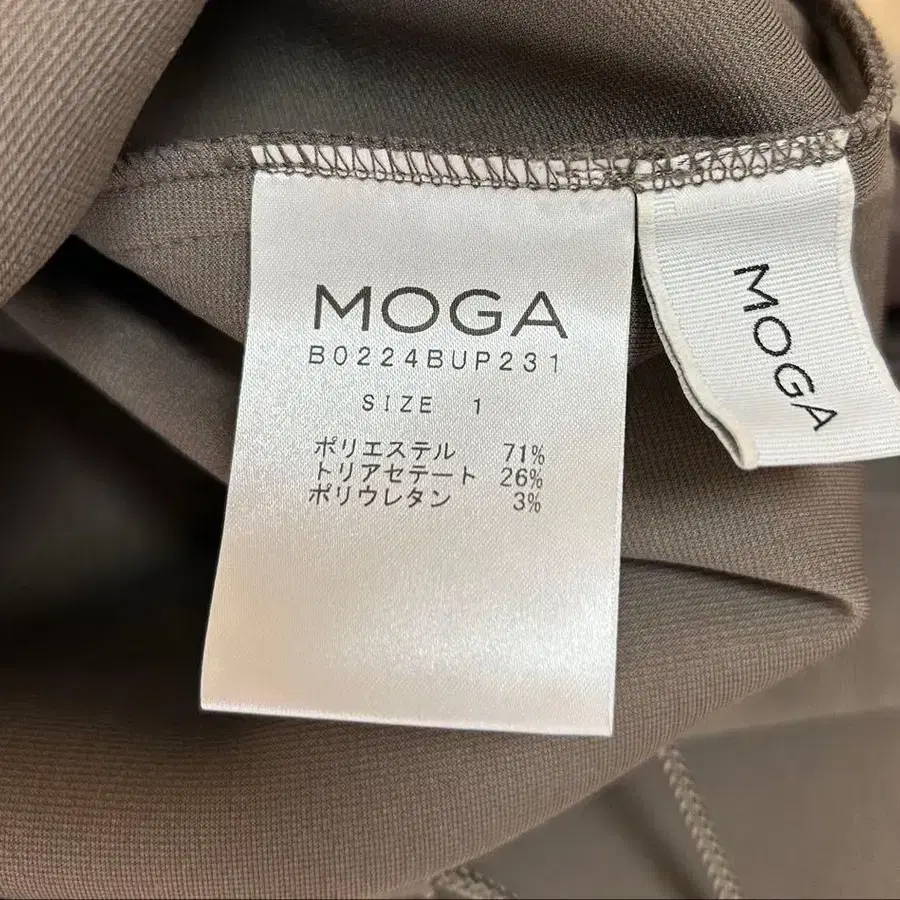 MOGA
B0224BUP231
SIZE 1
ポリエステル 71%
トリアセテート 26%
ポリウレタン 3%
MOGA